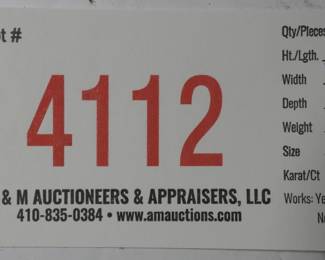 ot #
4112
& M AUCTIONEERS & APPRAISERS, LLC
410-835-0384 • www.amauctions.com
Qty/Pieces
Ht./Lgth.
Width
Depth
Weight
Size
Karat/Ct
Works: Ye
N